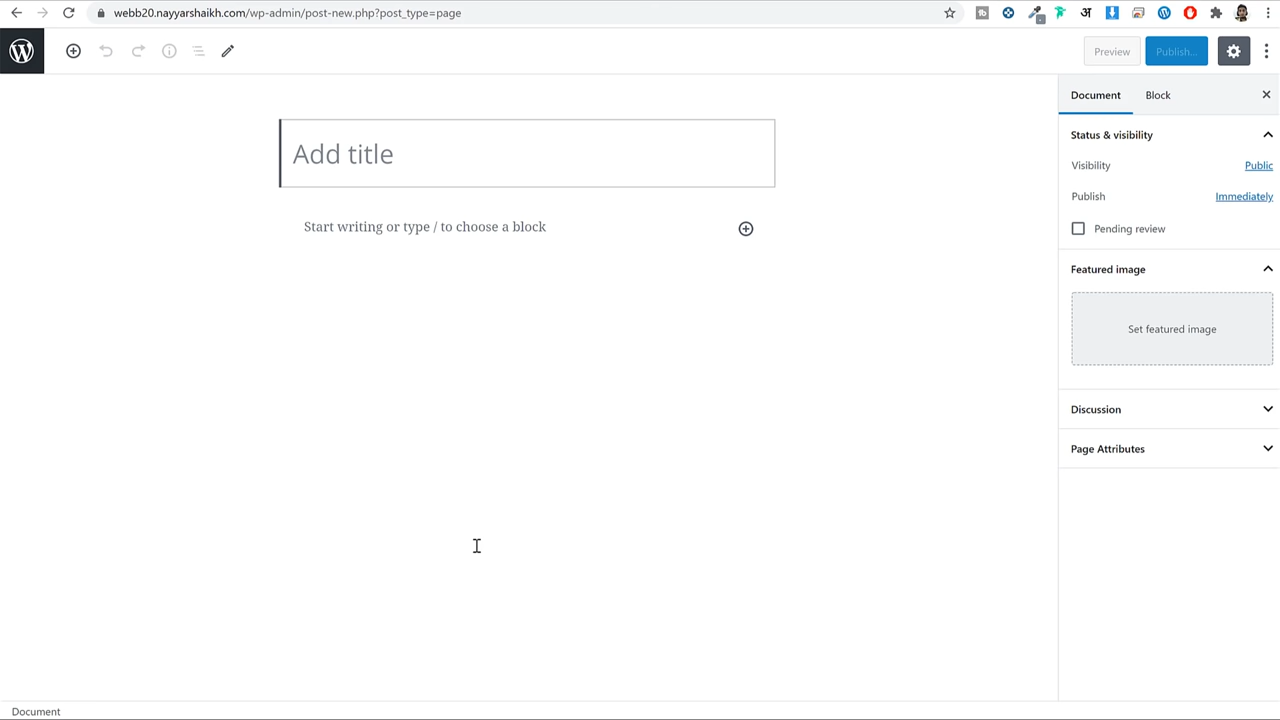 webb20.nayyarshaikh.com/wp-admin/post-new.php?post_type=page
Preview
Publish...
Document
Block
Add title
Start writing or type / to choose a block
Status & visibility
Visibility
Public
Publish
Immediately
Pending review
Featured image
Set featured image
Discussion
Page Attributes
Document